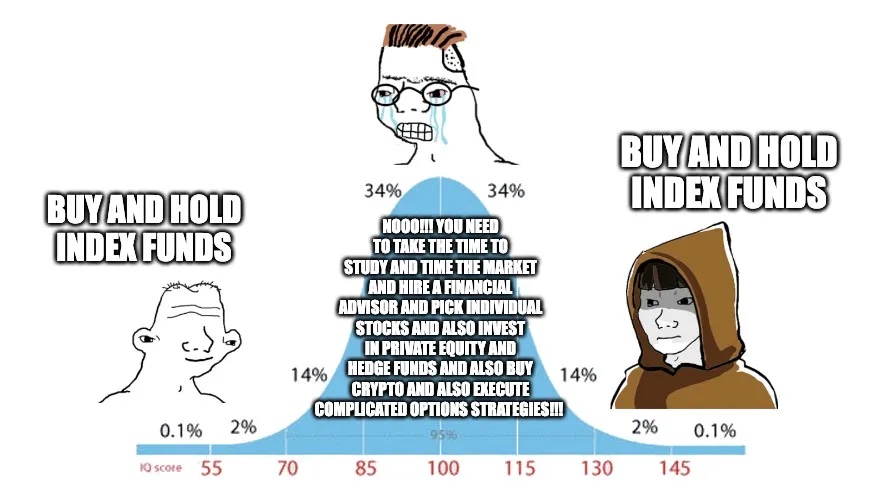 BUY AND HOLD
INDEX FUNDS
BUY AND HOLD
INDEX FUNDS
34%
34%
NOOO!!! YOU NEED
TO TAKE THE TIME TO
STUDY AND TIME THE MARKET
AND HIRE A FINANCIAL
ADVISOR AND PICK INDIVIDUAL
STOCKS AND ALSO INVEST
IN PRIVATE EQUITY AND
HEDGE FUNDS AND ALSO BUY
CRYPTO AND ALSO EXECUTE
COMPLICATED OPTIONS STRATEGIES!!!
14%
14%
0.1%
2%
95%
2%
0.1%
IQ score
55
70
85
100
115
130
145